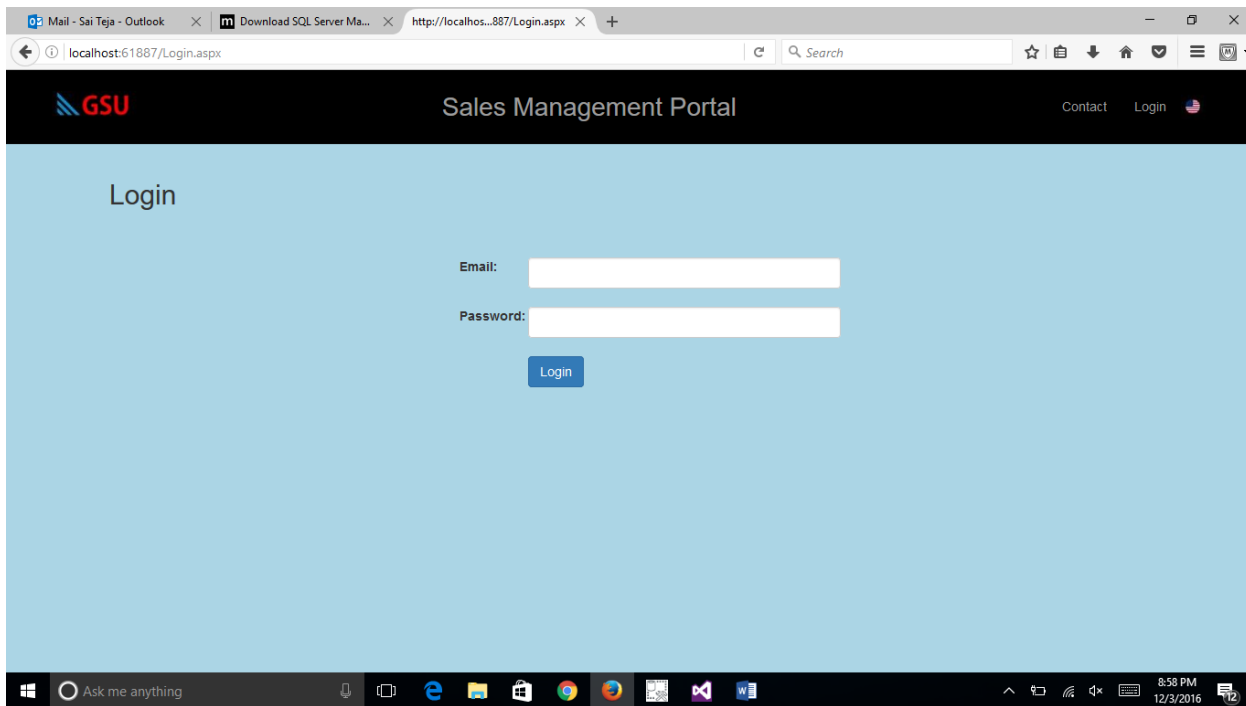 Mail - Sai Teja - Outlook
Download SQL Server Ma...
http://localhos...887/Login.aspx
localhost:61887/Login.aspx
Search
GSU
Sales Management Portal
Contact
Login
Login
Email:
Password:
Login
Ask me anything
8:58 PM
12/3/2016
12